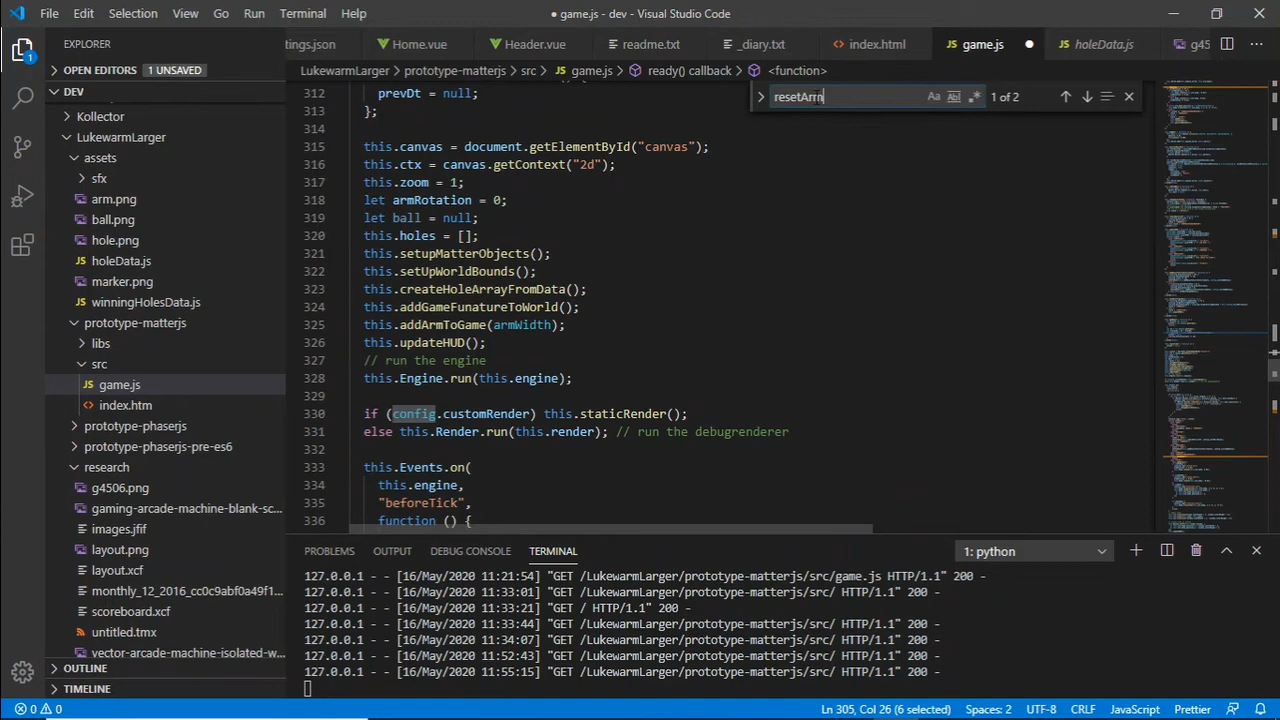 File Edit Selection View Go Run Terminal Help
● game.js - dev - Visual Studio Code
EXPLORER
tings.json Home.vue Header.vue readme.txt _diary.txt index.html game.js holeData.js g45
LukewarmLarger > prototype-matterjs > src > game.js > ready() callback > <function>
OPEN EDITORS 1 UNSAVED
DEV
Kollector
LukewarmLarger
assets
sfx
arm.png
ball.png
hole.png
holeData.js
marker.png
winningHolesData.js
prototype-matterjs
libs
src
game.js
index.htm
prototype-phaserjs
prototype-phaserjs-pre-es6
research
g4506.png
gaming-arcade-machine-blank-sc...
images.jfif
layout.png
layout.xcf
monthly_12_2016_cc0c9abf0a49f1...
scoreboard.xcf
untitled.tmx
vector-arcade-machine-isolated-w...
OUTLINE
TIMELINE
resetArm
Aa Abl .* 1 of 2
312 prevDt = null;
313 };
314
315 this.canvas = document.getElementById("canvas");
316 this.ctx = canvas.getContext("2d");
317 this.zoom = 1;
318 let armRotation = 0;
319 let ball = null;
320 this.holes = [];
321 this.setupMatterObjects();
322 this.setUpWorldBounds();
323 this.createHolesFromData();
324 this.addGameFurnitureToWorld();
325 this.addArmToGame(armWidth);
326 this.updateHUD();
327 // run the engine
328 this.Engine.run(this.engine);
329
330 if (config.customRender) this.staticRender();
331 else this.Render.run(this.render); // run the debugrerderer
332
333 this.Events.on(
334 this.engine,
335 "beforeTick",
336 function () {
PROBLEMS OUTPUT DEBUG CONSOLE TERMINAL 1: python
127.0.0.1 - - [16/May/2020 11:21:54] "GET /LukewarmLarger/prototype-matterjs/src/game.js HTTP/1.1" 200 -
127.0.0.1 - - [16/May/2020 11:33:01] "GET /LukewarmLarger/prototype-matterjs/src/ HTTP/1.1" 200 -
127.0.0.1 - - [16/May/2020 11:33:21] "GET / HTTP/1.1" 200 -
127.0.0.1 - - [16/May/2020 11:33:44] "GET /LukewarmLarger/prototype-matterjs/src/ HTTP/1.1" 200 -
127.0.0.1 - - [16/May/2020 11:34:07] "GET /LukewarmLarger/prototype-matterjs/src/ HTTP/1.1" 200 -
127.0.0.1 - - [16/May/2020 11:52:43] "GET /LukewarmLarger/prototype-matterjs/src/ HTTP/1.1" 200 -
127.0.0.1 - - [16/May/2020 11:55:15] "GET /LukewarmLarger/prototype-matterjs/src/ HTTP/1.1" 200 -
0 0 Ln 305, Col 26 (6 selected) Spaces: 2 UTF-8 CRLF JavaScript Prettier